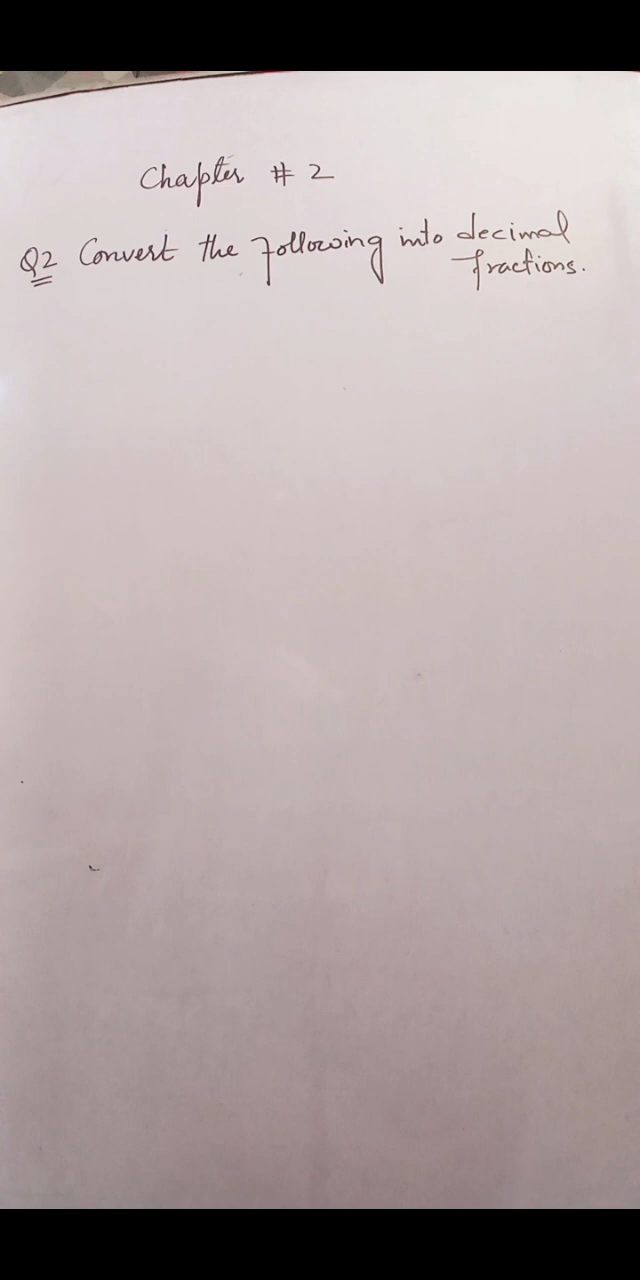 Chapter # 2
Q2 Convert the following into decimal
fractions.